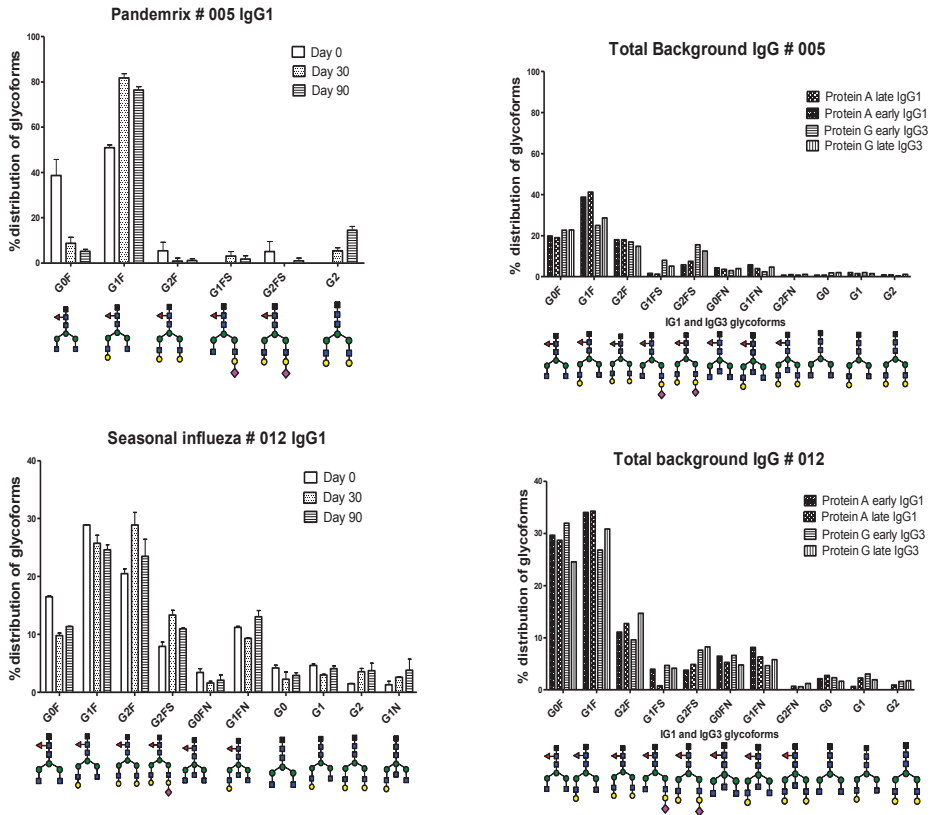 Pandemrix # 005 IgG1
% distribution of glycoforms
100
80
60
40
20
0
Day 0
Day 30
Day 90
G0F
G1F
G2F
G1FS
G2FS
G2
Total Background IgG # 005
% distribution of glycoforms
100
80
60
40
20
0
Protein A late IgG1
Protein A early IgG1
Protein G early IgG3
Protein G late IgG3
G0F
G1F
G2F
G1FS
G2FS
G0FN
G1FN
G2FN
G0
G1
G2
IG1 and IgG3 glycoforms
Seasonal influeza # 012 IgG1
% distribution of glycoforms
40
30
20
10
0
Day 0
Day 30
Day 90
G0F
G1F
G2F
G2FS
G0FN
G1FN
G0
G1
G2
G1N
Total background IgG # 012
% distribution of glycoforms
40
30
20
10
0
Protein A early IgG1
Protein A late IgG1
Protein G early IgG3
Protein G late IgG3
G0F
G1F
G2F
G1FS
G2FS
G0FN
G1FN
G2FN
G0
G1
G2
IG1 and IgG3 glycoforms